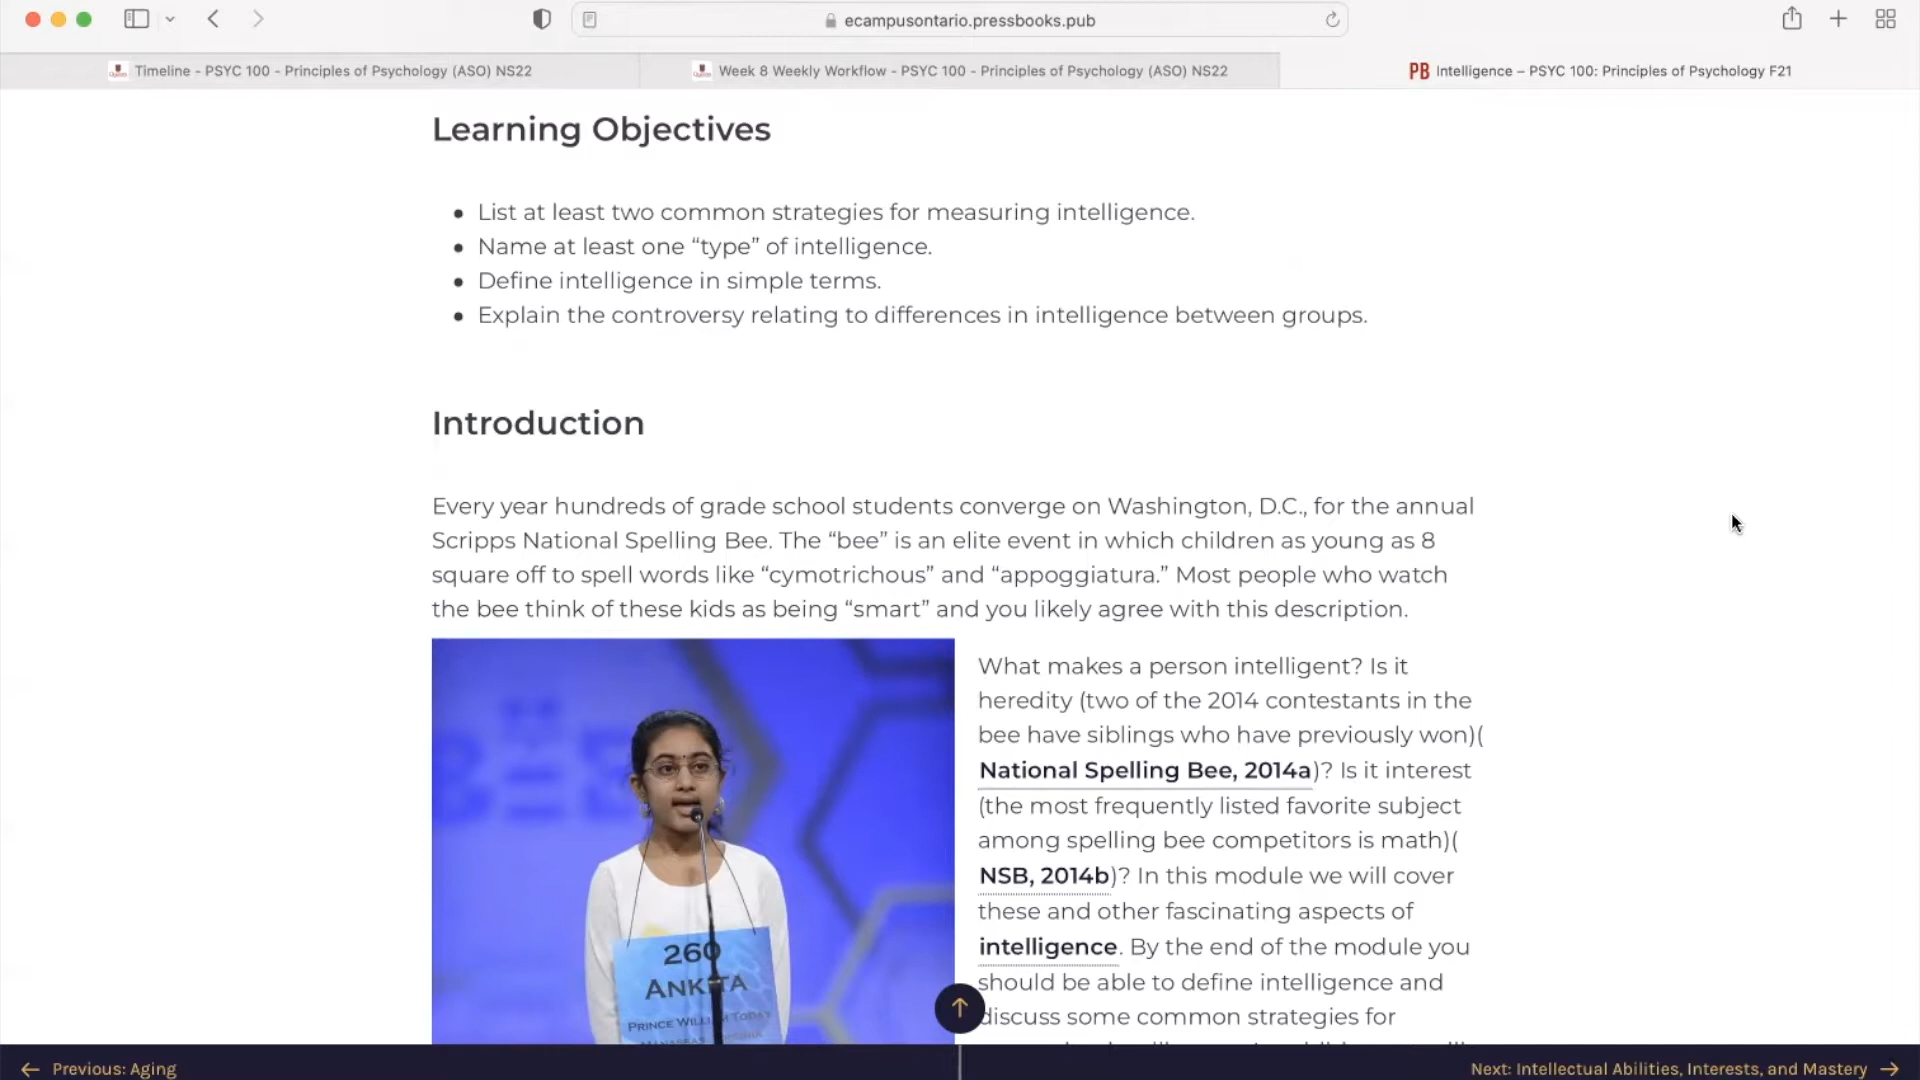 ecampusontario.pressbooks.pub
Timeline - PSYC 100 - Principles of Psychology (ASO) NS22
Week 8 Weekly Workflow - PSYC 100 - Principles of Psychology (ASO) NS22
PB Intelligence – PSYC 100: Principles of Psychology F21
Learning Objectives
• List at least two common strategies for measuring intelligence.
• Name at least one “type” of intelligence.
• Define intelligence in simple terms.
• Explain the controversy relating to differences in intelligence between groups.
Introduction
Every year hundreds of grade school students converge on Washington, D.C., for the annual
Scripps National Spelling Bee. The “bee” is an elite event in which children as young as 8
square off to spell words like “cymotrichous” and “appoggiatura.” Most people who watch
the bee think of these kids as being “smart” and you likely agree with this description.
What makes a person intelligent? Is it
heredity (two of the 2014 contestants in the
bee have siblings who have previously won)(
National Spelling Bee, 2014a)? Is it interest
(the most frequently listed favorite subject
among spelling bee competitors is math)(
NSB, 2014b)? In this module we will cover
these and other fascinating aspects of
intelligence. By the end of the module you
should be able to define intelligence and
discuss some common strategies for
260
ANKITA
PRINCE WILLIAM TODAY
← Previous: Aging
Next: Intellectual Abilities, Interests, and Mastery →